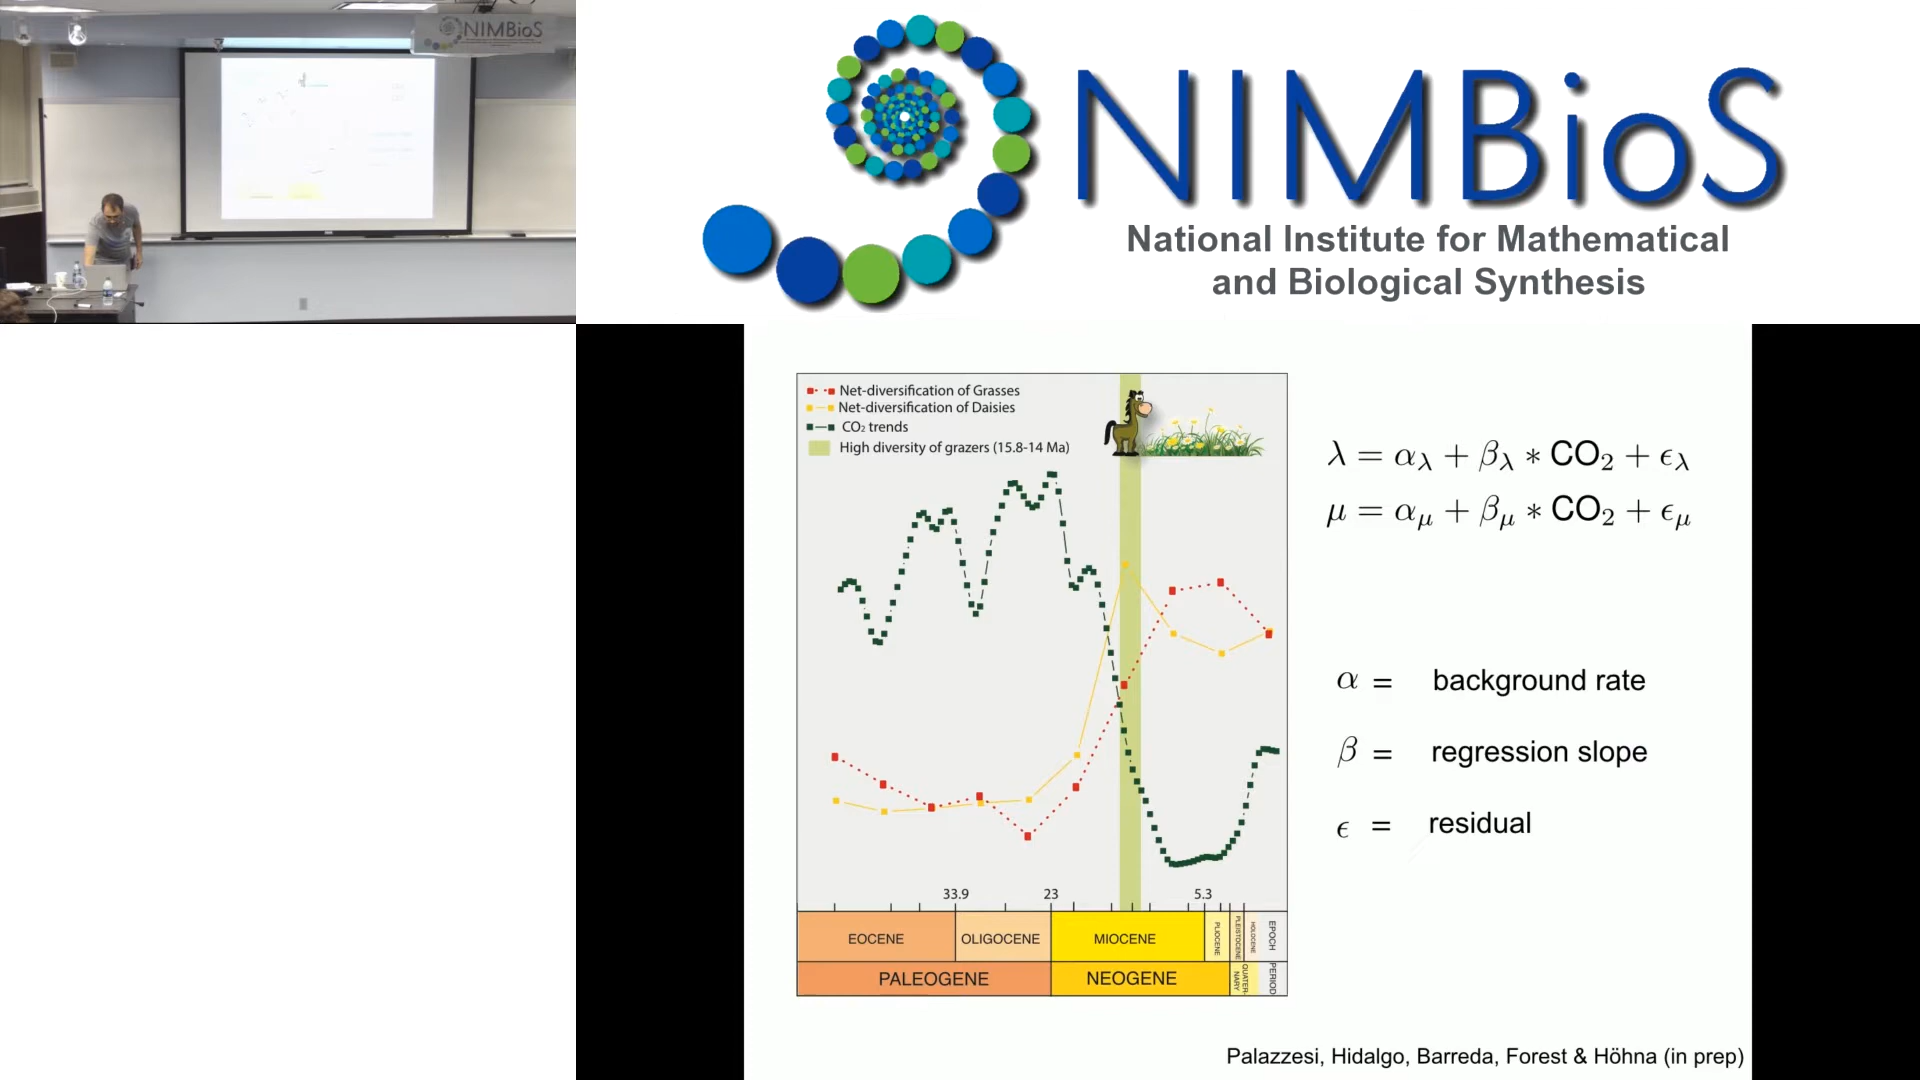 NIMBioS
NIMBioS
National Institute for Mathematical
and Biological Synthesis
Net-diversification of Grasses
Net-diversification of Daisies
CO₂ trends
High diversity of grazers (15.8-14 Ma)
33.9 23 5.3
EOCENE OLIGOCENE MIOCENE PLIOCENE PLEISTOCENE HOLOCENE EPOCH
PALEOGENE NEOGENE QUATER-NARY PERIOD
λ = α_λ + β_λ * CO₂ + ϵ_λ
μ = α_μ + β_μ * CO₂ + ϵ_μ
α = background rate
β = regression slope
ϵ = residual
Palazzesi, Hidalgo, Barreda, Forest & Höhna (in prep)